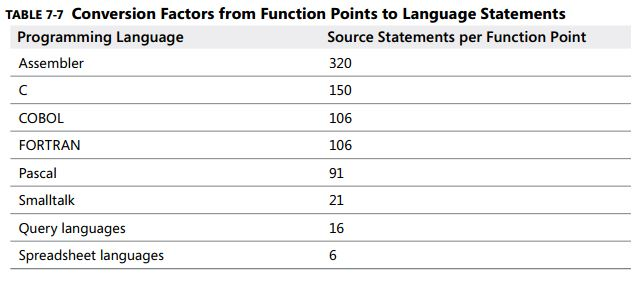 TABLE 7-7 Conversion Factors from Function Points to Language Statements
Programming Language Source Statements per Function Point
Assembler 320
C 150
COBOL 106
FORTRAN 106
Pascal 91
Smalltalk 21
Query languages 16
Spreadsheet languages 6